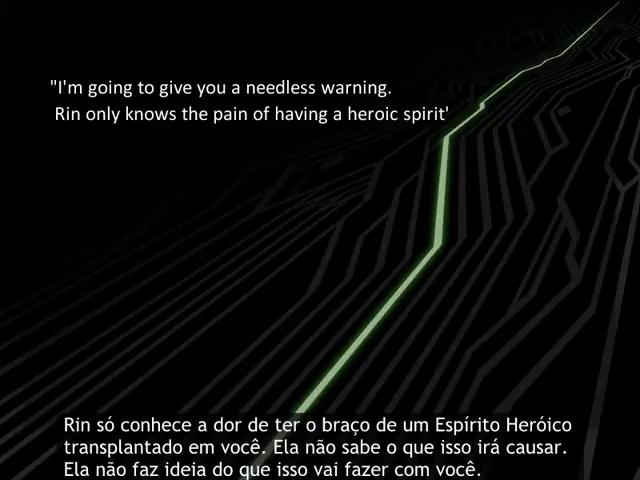 "I'm going to give you a needless warning.
Rin only knows the pain of having a heroic spirit'
Rin só conhece a dor de ter o braço de um Espírito Heróico
transplantado em você. Ela não sabe o que isso irá causar.
Ela não faz ideia do que isso vai fazer com você.